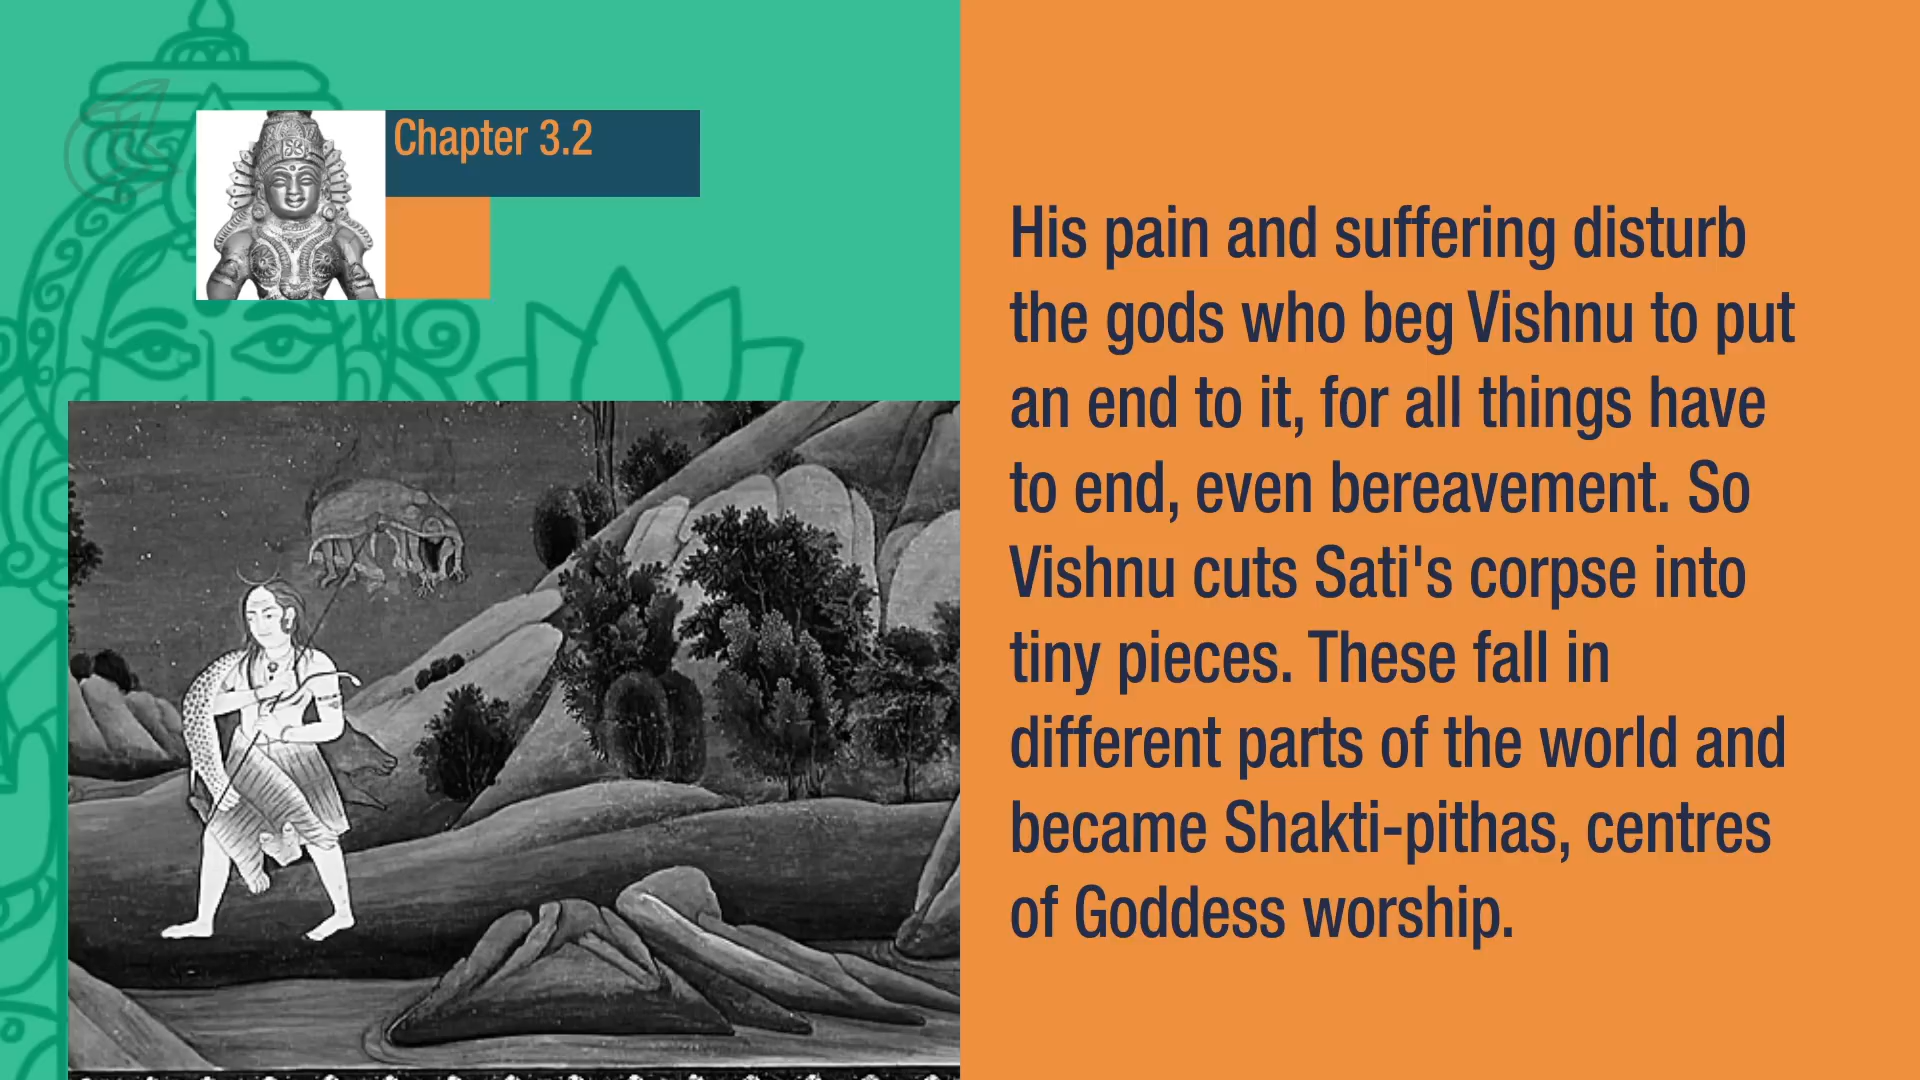 Chapter 3.2
His pain and suffering disturb
the gods who beg Vishnu to put
an end to it, for all things have
to end, even bereavement. So
Vishnu cuts Sati's corpse into
tiny pieces. These fall in
different parts of the world and
became Shakti-pithas, centres
of Goddess worship.